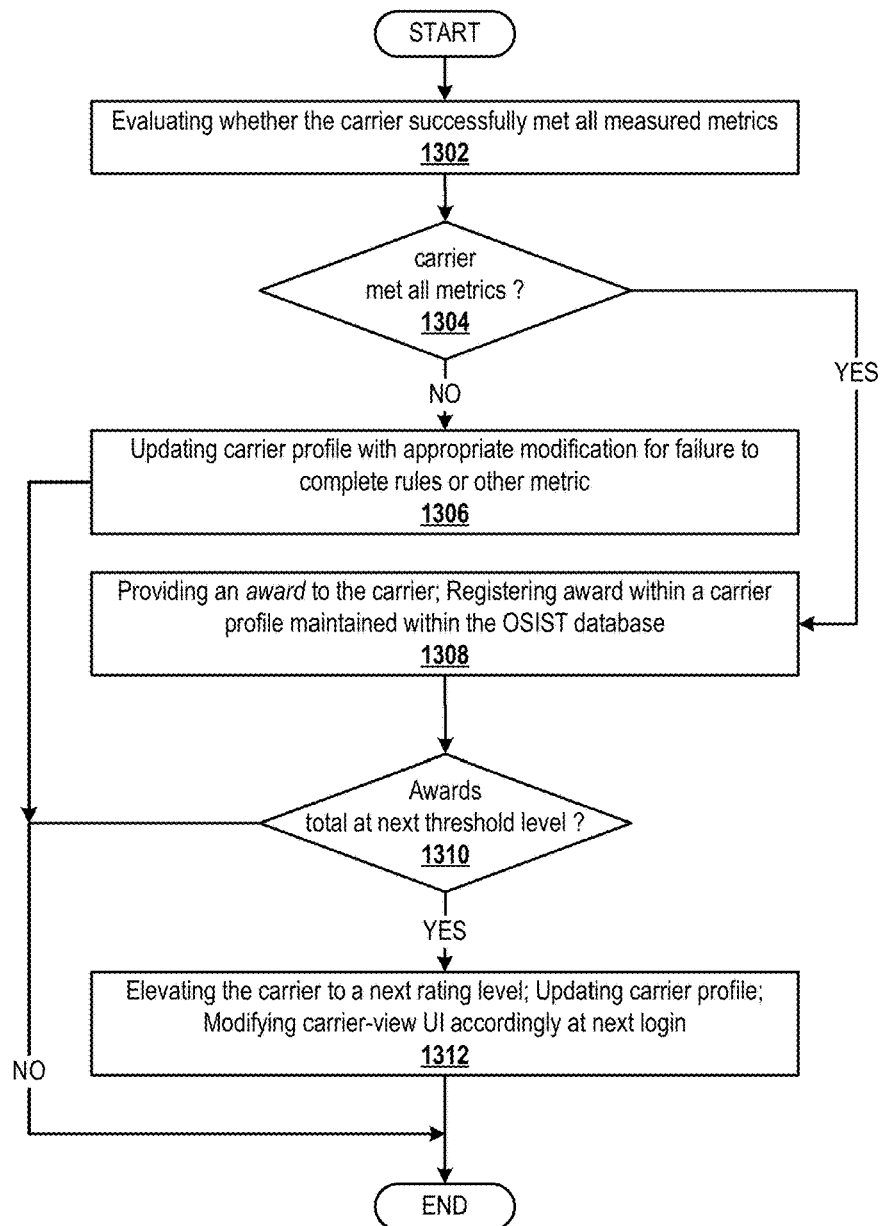 START
Evaluating whether the carrier successfully met all measured metrics
1302
carrier
met all metrics ?
1304
YES
NO
Updating carrier profile with appropriate modification for failure to
complete rules or other metric
1306
Providing an award to the carrier; Registering award within a carrier
profile maintained within the OSIST database
1308
Awards
total at next threshold level ?
1310
YES
Elevating the carrier to a next rating level; Updating carrier profile;
Modifying carrier-view UI accordingly at next login
1312
NO
END